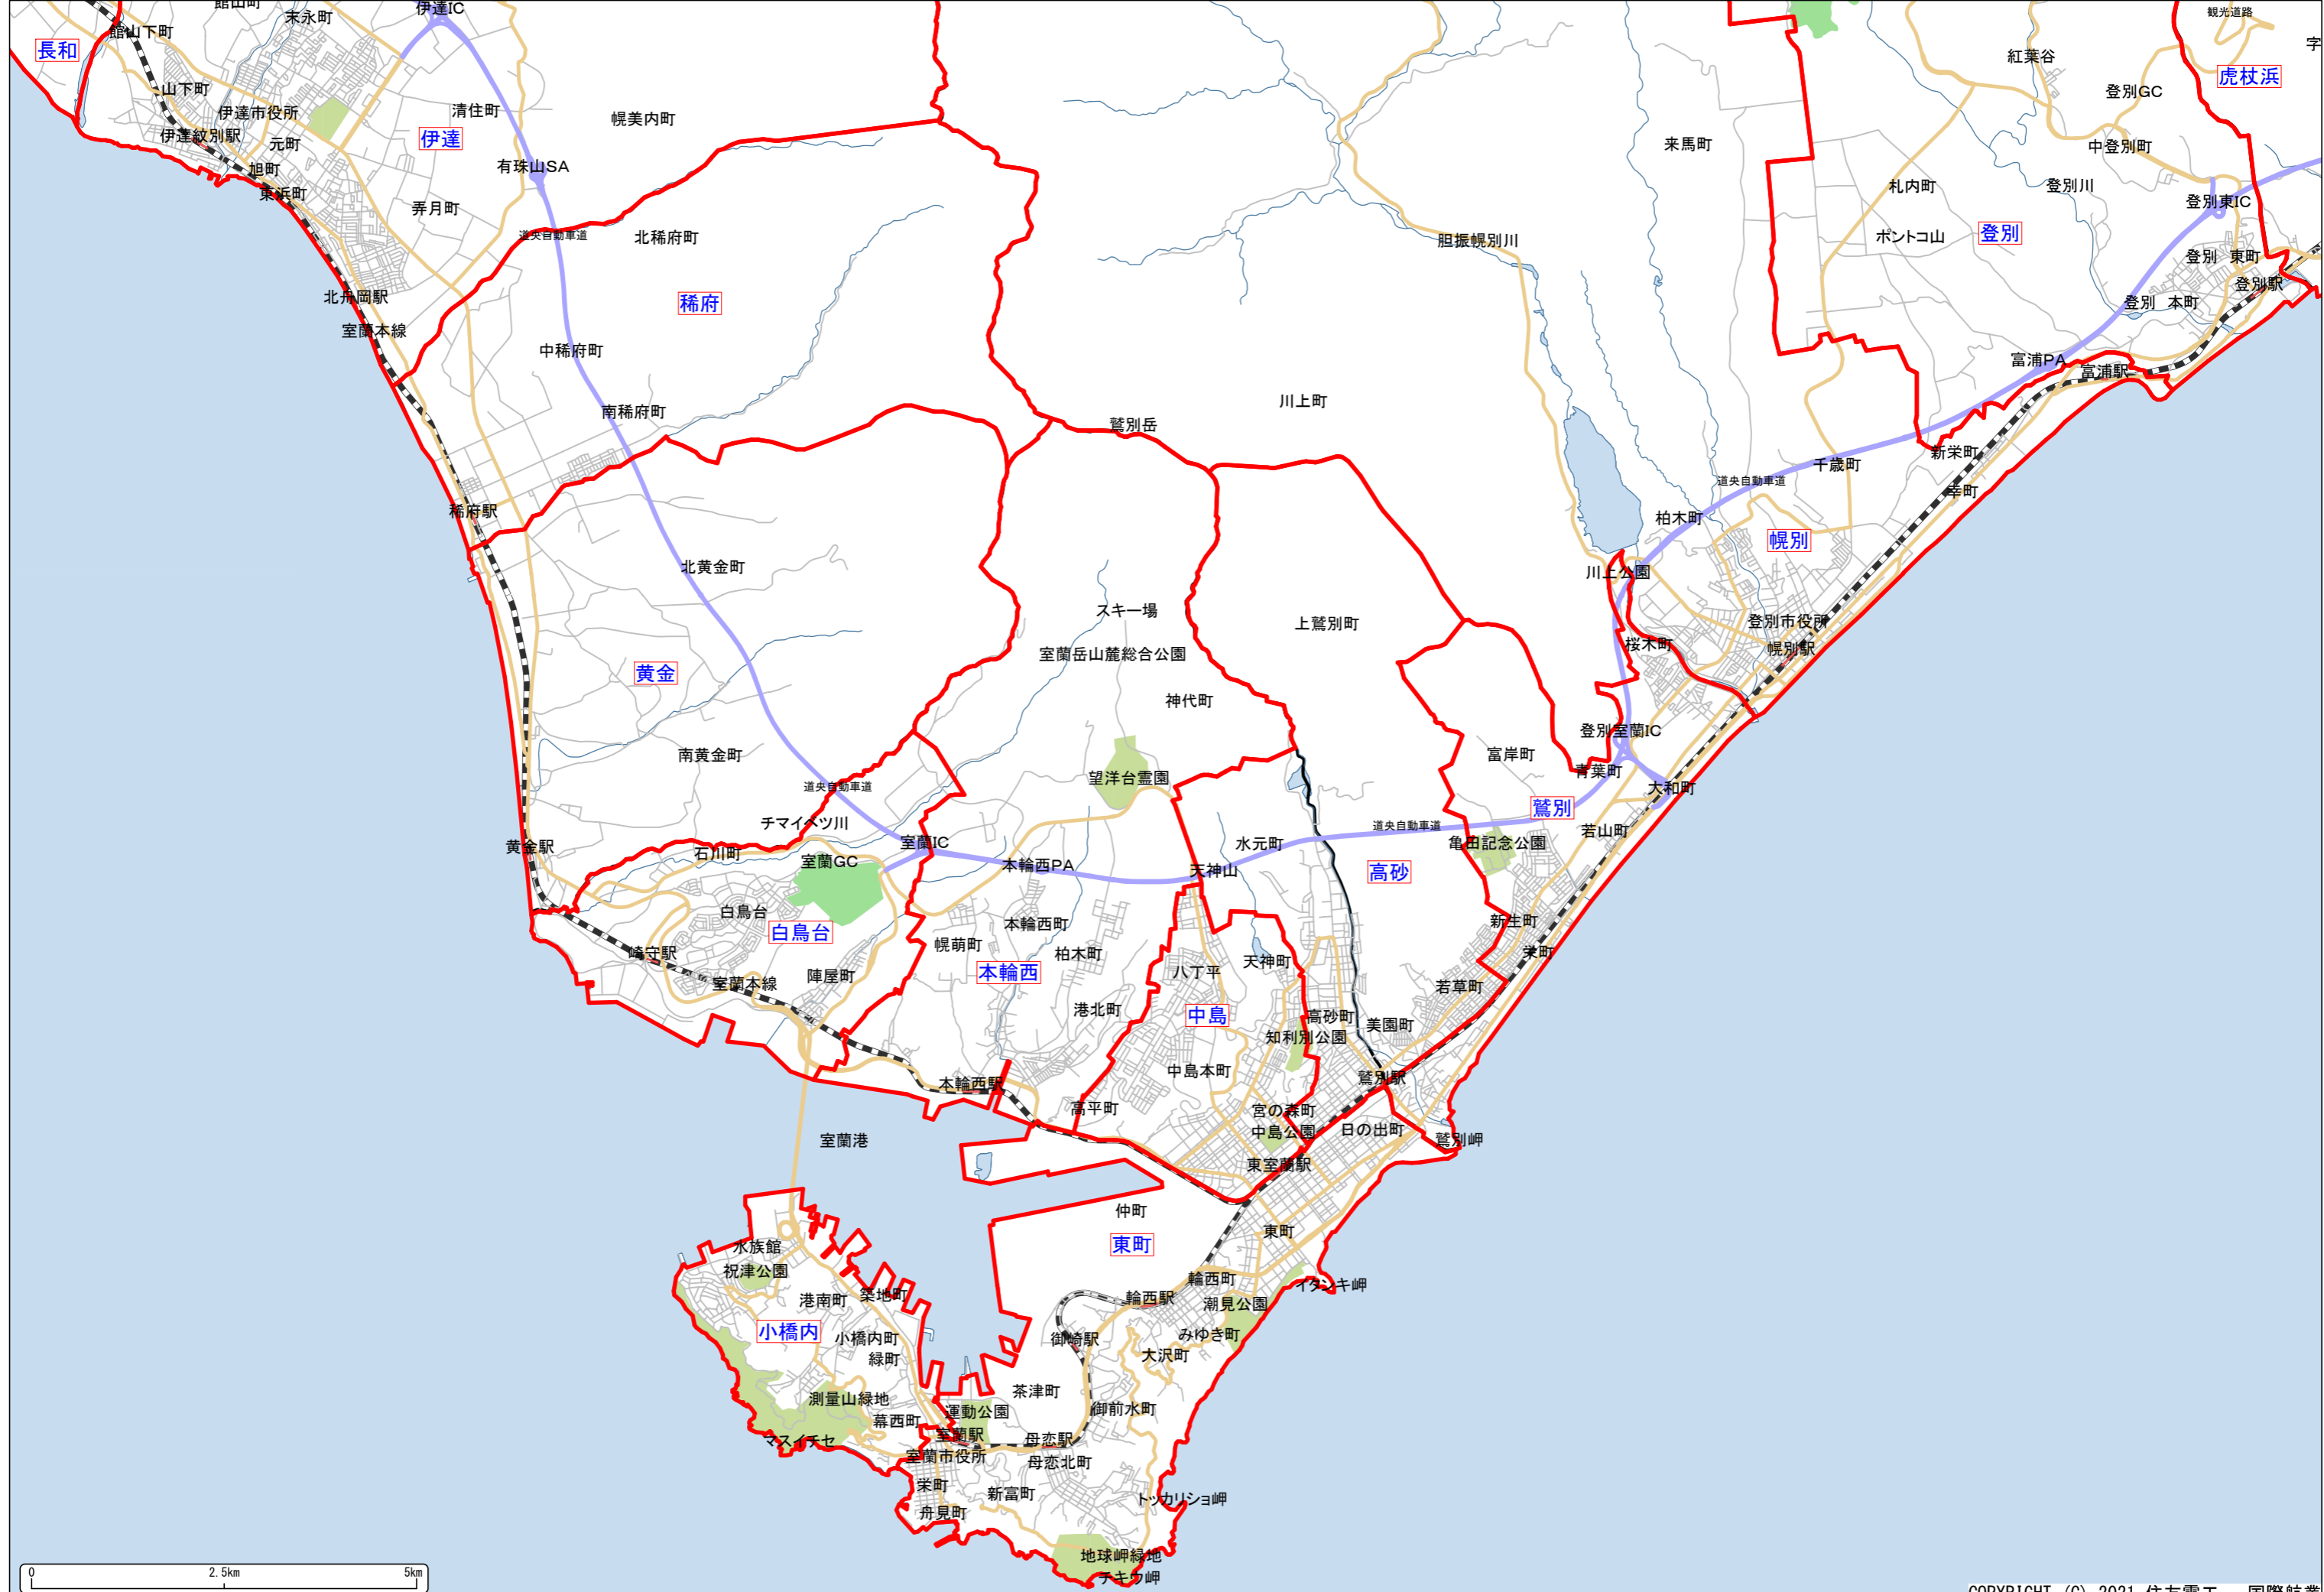 館山町
末永町
伊達IC
観光道路
字
館山下町
長和
紅葉谷
虎杖浜
山下町
登別GC
伊達市役所
清住町
幌美内町
伊達紋別駅
元町
伊達
来馬町
中登別町
旭町
有珠山SA
東浜町
札内町
登別川
登別東IC
弄月町
道央自動車道
北稀府町
胆振幌別川
ポントコ山
登別
登別 東町
登別駅
北舟岡駅
稀府
登別 本町
室蘭本線
中稀府町
富浦PA
富浦駅
南稀府町
川上町
鷲別岳
新栄町
千歳町
道央自動車道
幸町
稀府駅
柏木町
幌別
北黄金町
川上公園
スキー場
上鷲別町
登別市役所
桜木町
幌別駅
室蘭岳山麓総合公園
黄金
神代町
登別室蘭IC
南黄金町
富岸町
青葉町
望洋台霊園
道央自動車道
大和町
鷲別
チマイベツ川
道央自動車道
若山町
黄金駅
石川町
室蘭GC
室蘭IC
水元町
亀田記念公園
本輪西PA
天神山
高砂
白鳥台
白鳥台
本輪西町
新生町
幌萌町
柏木町
栄町
崎守駅
天神町
本輪西
八丁平
室蘭本線
陣屋町
若草町
港北町
中島
高砂町
美園町
知利別公園
中島本町
鷲別駅
本輪西駅
高平町
宮の森町
中島公園
日の出町
室蘭港
鷲別岬
東室蘭駅
仲町
東町
東町
水族館
祝津公園
輪西町
イタンキ岬
港南町
築地町
輪西駅
潮見公園
小橋内
小橋内町
御崎駅
みゆき町
緑町
大沢町
茶津町
測量山緑地
運動公園
御前水町
幕西町
室蘭駅
母恋駅
マスイチセ
室蘭市役所
母恋北町
栄町
新富町
トッカリショ岬
舟見町
地球岬緑地
チキウ岬
0 2.5km 5km